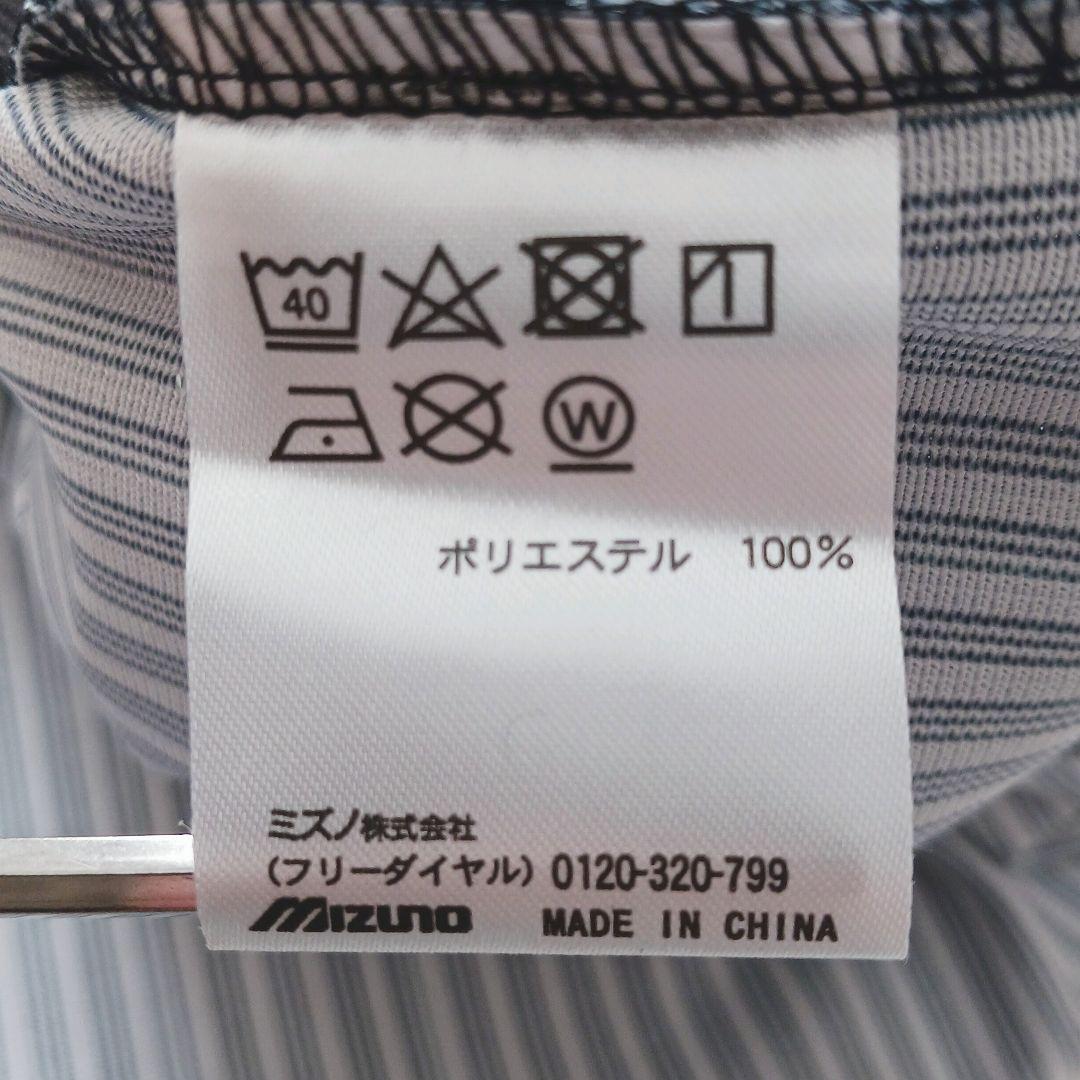 40
W
ポリエステル 100%
ミズノ株式会社
(フリーダイヤル) 0120-320-799
MIZUNO MADE IN CHINA